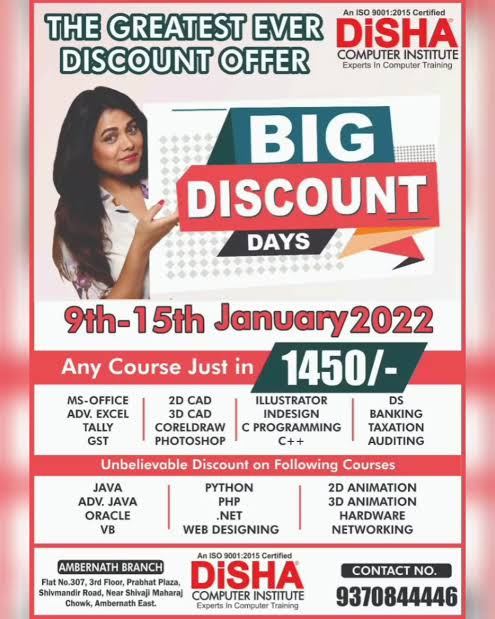 THE GREATEST EVER
DISCOUNT OFFER
An ISO 9001:2015 Certified
DiSHA
COMPUTER INSTITUTE
Experts In Computer Training
BIG
DISCOUNT
DAYS
9th-15th January 2022
Any Course Just in 1450/-
MS-OFFICE
ADV. EXCEL
TALLY
GST
2D CAD
3D CAD
CORELDRAW
PHOTOSHOP
ILLUSTRATOR
INDESIGN
C PROGRAMMING
C++
DS
BANKING
TAXATION
AUDITING
Unbelievable Discount on Following Courses
JAVA
ADV. JAVA
ORACLE
VB
PYTHON
PHP
.NET
WEB DESIGNING
2D ANIMATION
3D ANIMATION
HARDWARE
NETWORKING
AMBERNATH BRANCH
Flat No.307, 3rd Floor, Prabhat Plaza,
Shivmandir Road, Near Shivaji Maharaj
Chowk, Ambernath East.
An ISO 9001:2015 Certified
DiSHA
COMPUTER INSTITUTE
Experts In Computer Training
CONTACT NO.
9370844446